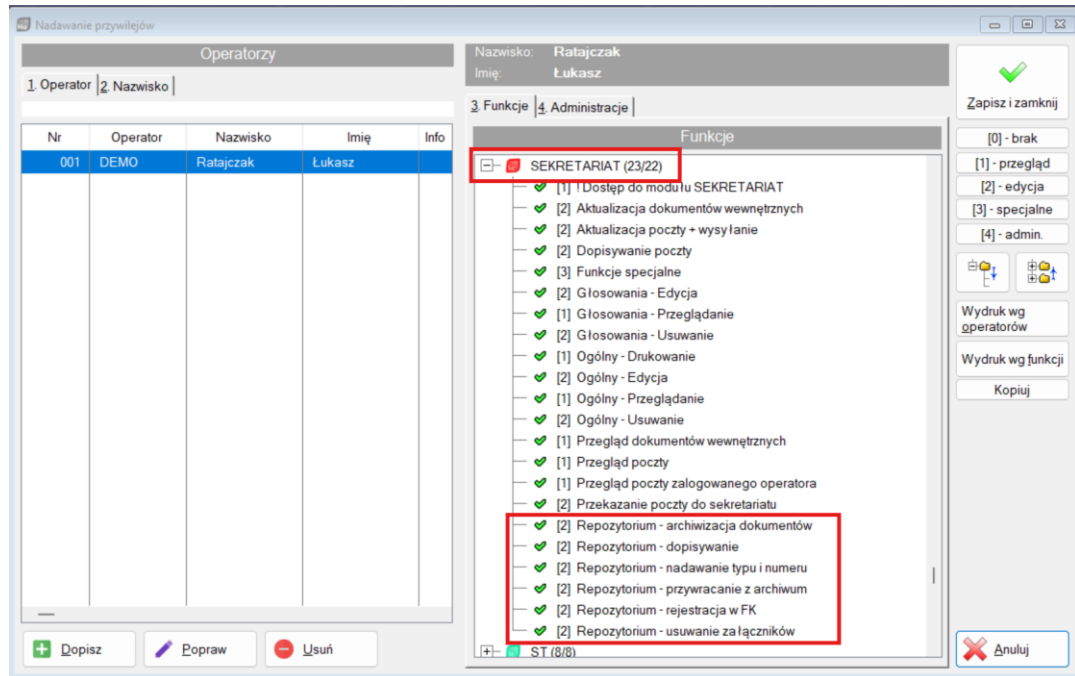 Nadawanie przywilejów
Operatorzy
1. Operator
2. Nazwisko
Nr Operator Nazwisko Imię Info
001 DEMO Ratajczak Łukasz
Dopisz
Popraw
Usuń
Nazwisko: Ratajczak
Imię: Łukasz
3. Funkcje
4. Administracje
Funkcje
SEKRETARIAT (23/22)
[1] ! Dostęp do modułu SEKRETARIAT
[2] Aktualizacja dokumentów wewnętrznych
[2] Aktualizacja poczty + wysyłanie
[2] Dopisywanie poczty
[3] Funkcje specjalne
[2] Głosowania - Edycja
[1] Głosowania - Przeglądanie
[2] Głosowania - Usuwanie
[1] Ogólny - Drukowanie
[2] Ogólny - Edycja
[1] Ogólny - Przeglądanie
[2] Ogólny - Usuwanie
[1] Przegląd dokumentów wewnętrznych
[1] Przegląd poczty
[1] Przegląd poczty zalogowanego operatora
[2] Przekazanie poczty do sekretariatu
[2] Repozytorium - archiwizacja dokumentów
[2] Repozytorium - dopisywanie
[2] Repozytorium - nadawanie typu i numeru
[2] Repozytorium - przywracanie z archiwum
[2] Repozytorium - rejestracja w FK
[2] Repozytorium - usuwanie załączników
ST (8/8)
Zapisz i zamknij
[0] - brak
[1] - przegląd
[2] - edycja
[3] - specjalne
[4] - admin.
Wydruk wg
operatorów
Wydruk wg funkcji
Kopiuj
Anuluj